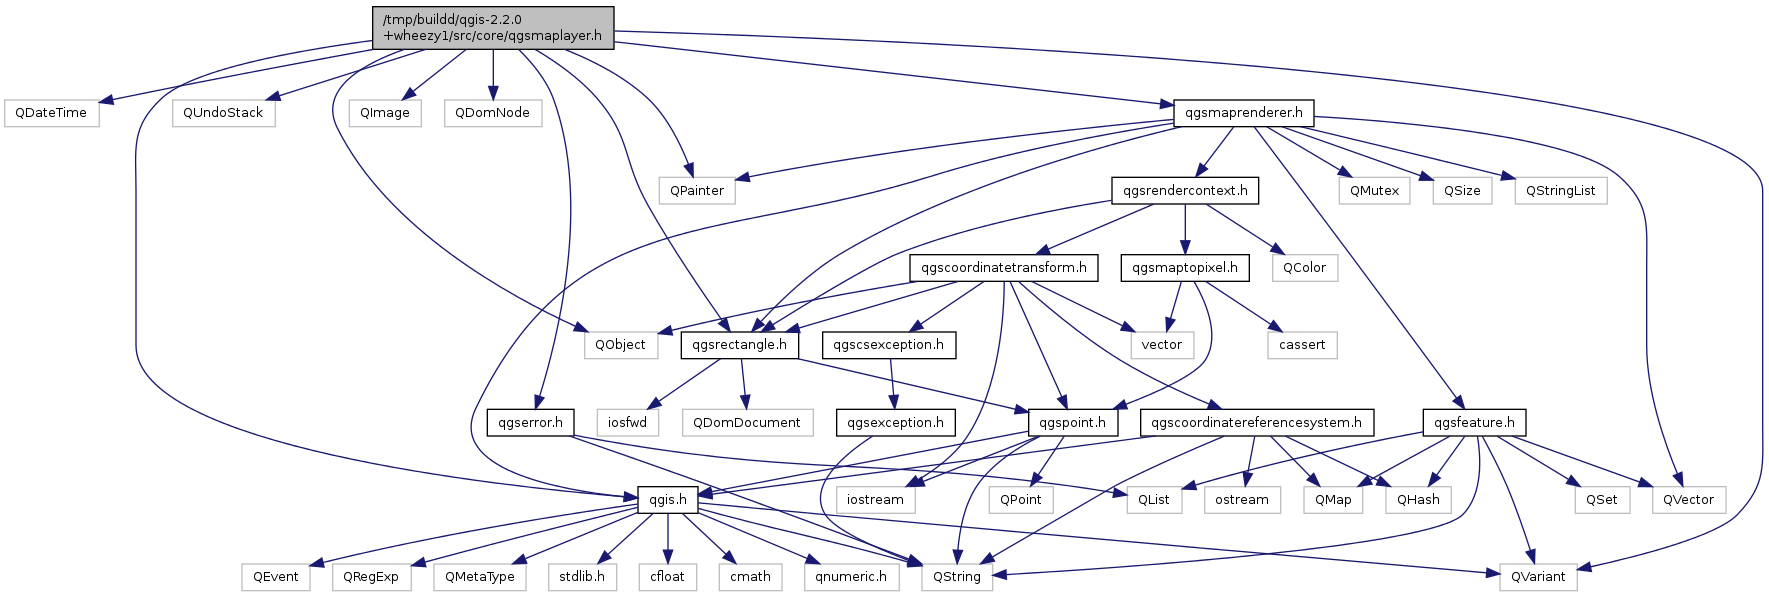 /tmp/buildd/qgis-2.2.0
+wheezy1/src/core/qgsmaplayer.h
QDateTime
QUndoStack
QImage
QDomNode
qgsmaprenderer.h
QPainter
qgsrendercontext.h
QMutex
QSize
QStringList
qgscoordinatetransform.h
qgsmaptopixel.h
QColor
QObject
qgsrectangle.h
qgscsexception.h
vector
cassert
qgserror.h
iosfwd
QDomDocument
qgsexception.h
qgspoint.h
qgscoordinatereferencesystem.h
qgsfeature.h
qgis.h
iostream
QPoint
QList
ostream
QMap
QHash
QSet
QVector
QEvent
QRegExp
QMetaType
stdlib.h
cfloat
cmath
qnumeric.h
QString
QVariant